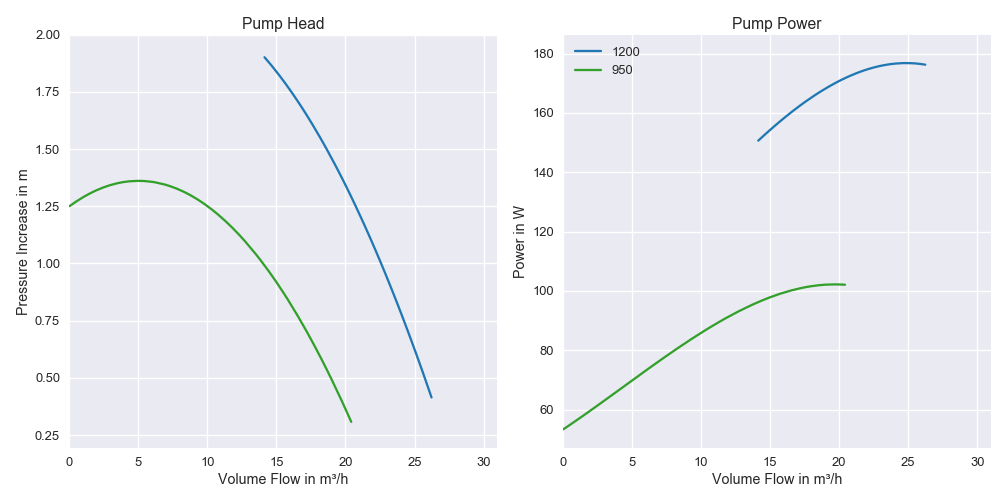 Pump Head
2.00
1.75
1.50
1.25
1.00
0.75
0.50
0.25
Pressure Increase in m
0 5 10 15 20 25 30
Volume Flow in m³/h
Pump Power
1200
950
180
160
140
120
100
80
60
Power in W
0 5 10 15 20 25 30
Volume Flow in m³/h